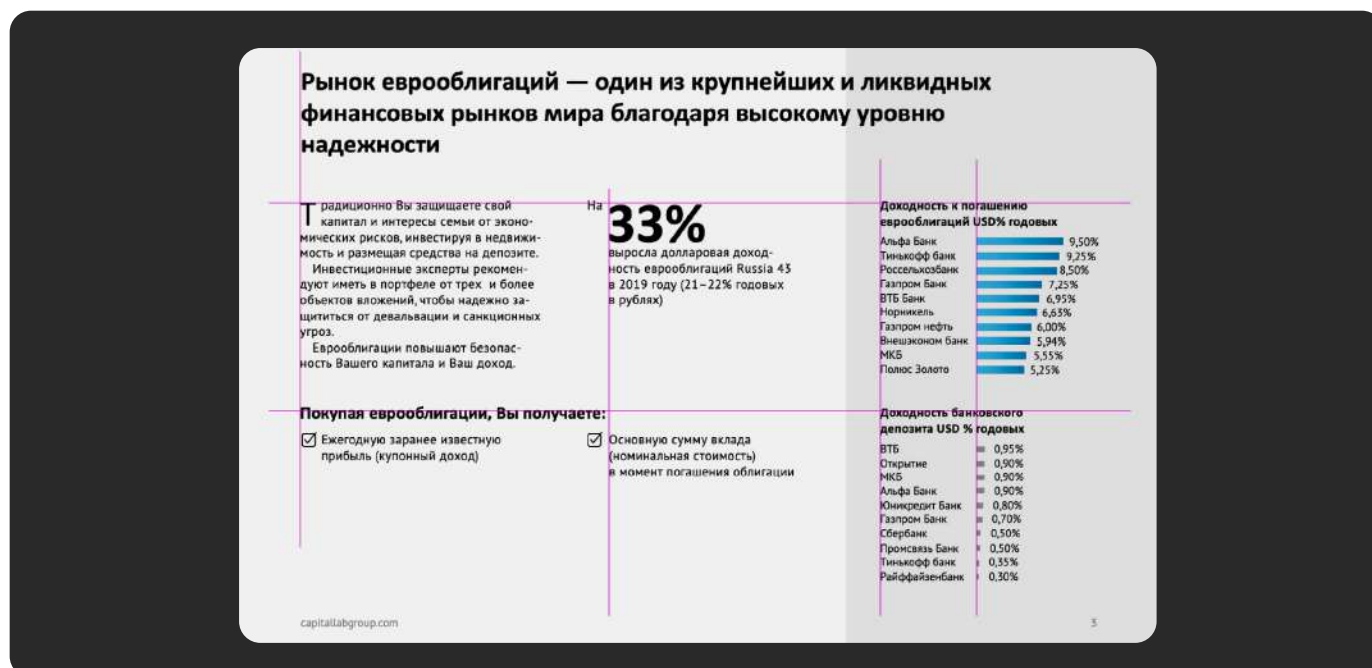 Рынок еврооблигаций — один из крупнейших и ликвидных
финансовых рынков мира благодаря высокому уровню
надежности
Традиционно Вы защищаете свой
капитал и интересы семьи от эконо-
мических рисков, инвестируя в недвижи-
мость и размещая средства на депозите.
Инвестиционные эксперты рекомен-
дуют иметь в портфеле от трех и более
объектов вложений, чтобы надежно за-
щититься от девальвации и санкционных
угроз.
Еврооблигации повышают безопас-
ность Вашего капитала и Ваш доход.
На
33%
выросла долларовая доход-
ность еврооблигаций Russia 43
в 2019 году (21–22% годовых
в рублях)
Покупая еврооблигации, Вы получаете:
Ежегодную заранее известную
прибыль (купонный доход)
Основную сумму вклада
(номинальная стоимость)
в момент погашения облигации
Доходность к погашению
еврооблигаций USD% годовых
Альфа Банк 9,50%
Тинькофф банк 9,25%
Россельхозбанк 8,50%
Газпром Банк 7,25%
ВТБ Банк 6,95%
Норникель 6,63%
Газпром нефть 6,00%
Внешэконом банк 5,94%
МКБ 5,55%
Полюс Золото 5,25%
Доходность банковского
депозита USD % годовых
ВТБ 0,95%
Открытие 0,90%
МКБ 0,90%
Альфа Банк 0,90%
Юникредит Банк 0,80%
Газпром Банк 0,70%
Сбербанк 0,50%
Промсвязь Банк 0,50%
Тинькофф банк 0,35%
Райффайзенбанк 0,30%
capitallabgroup.com
3